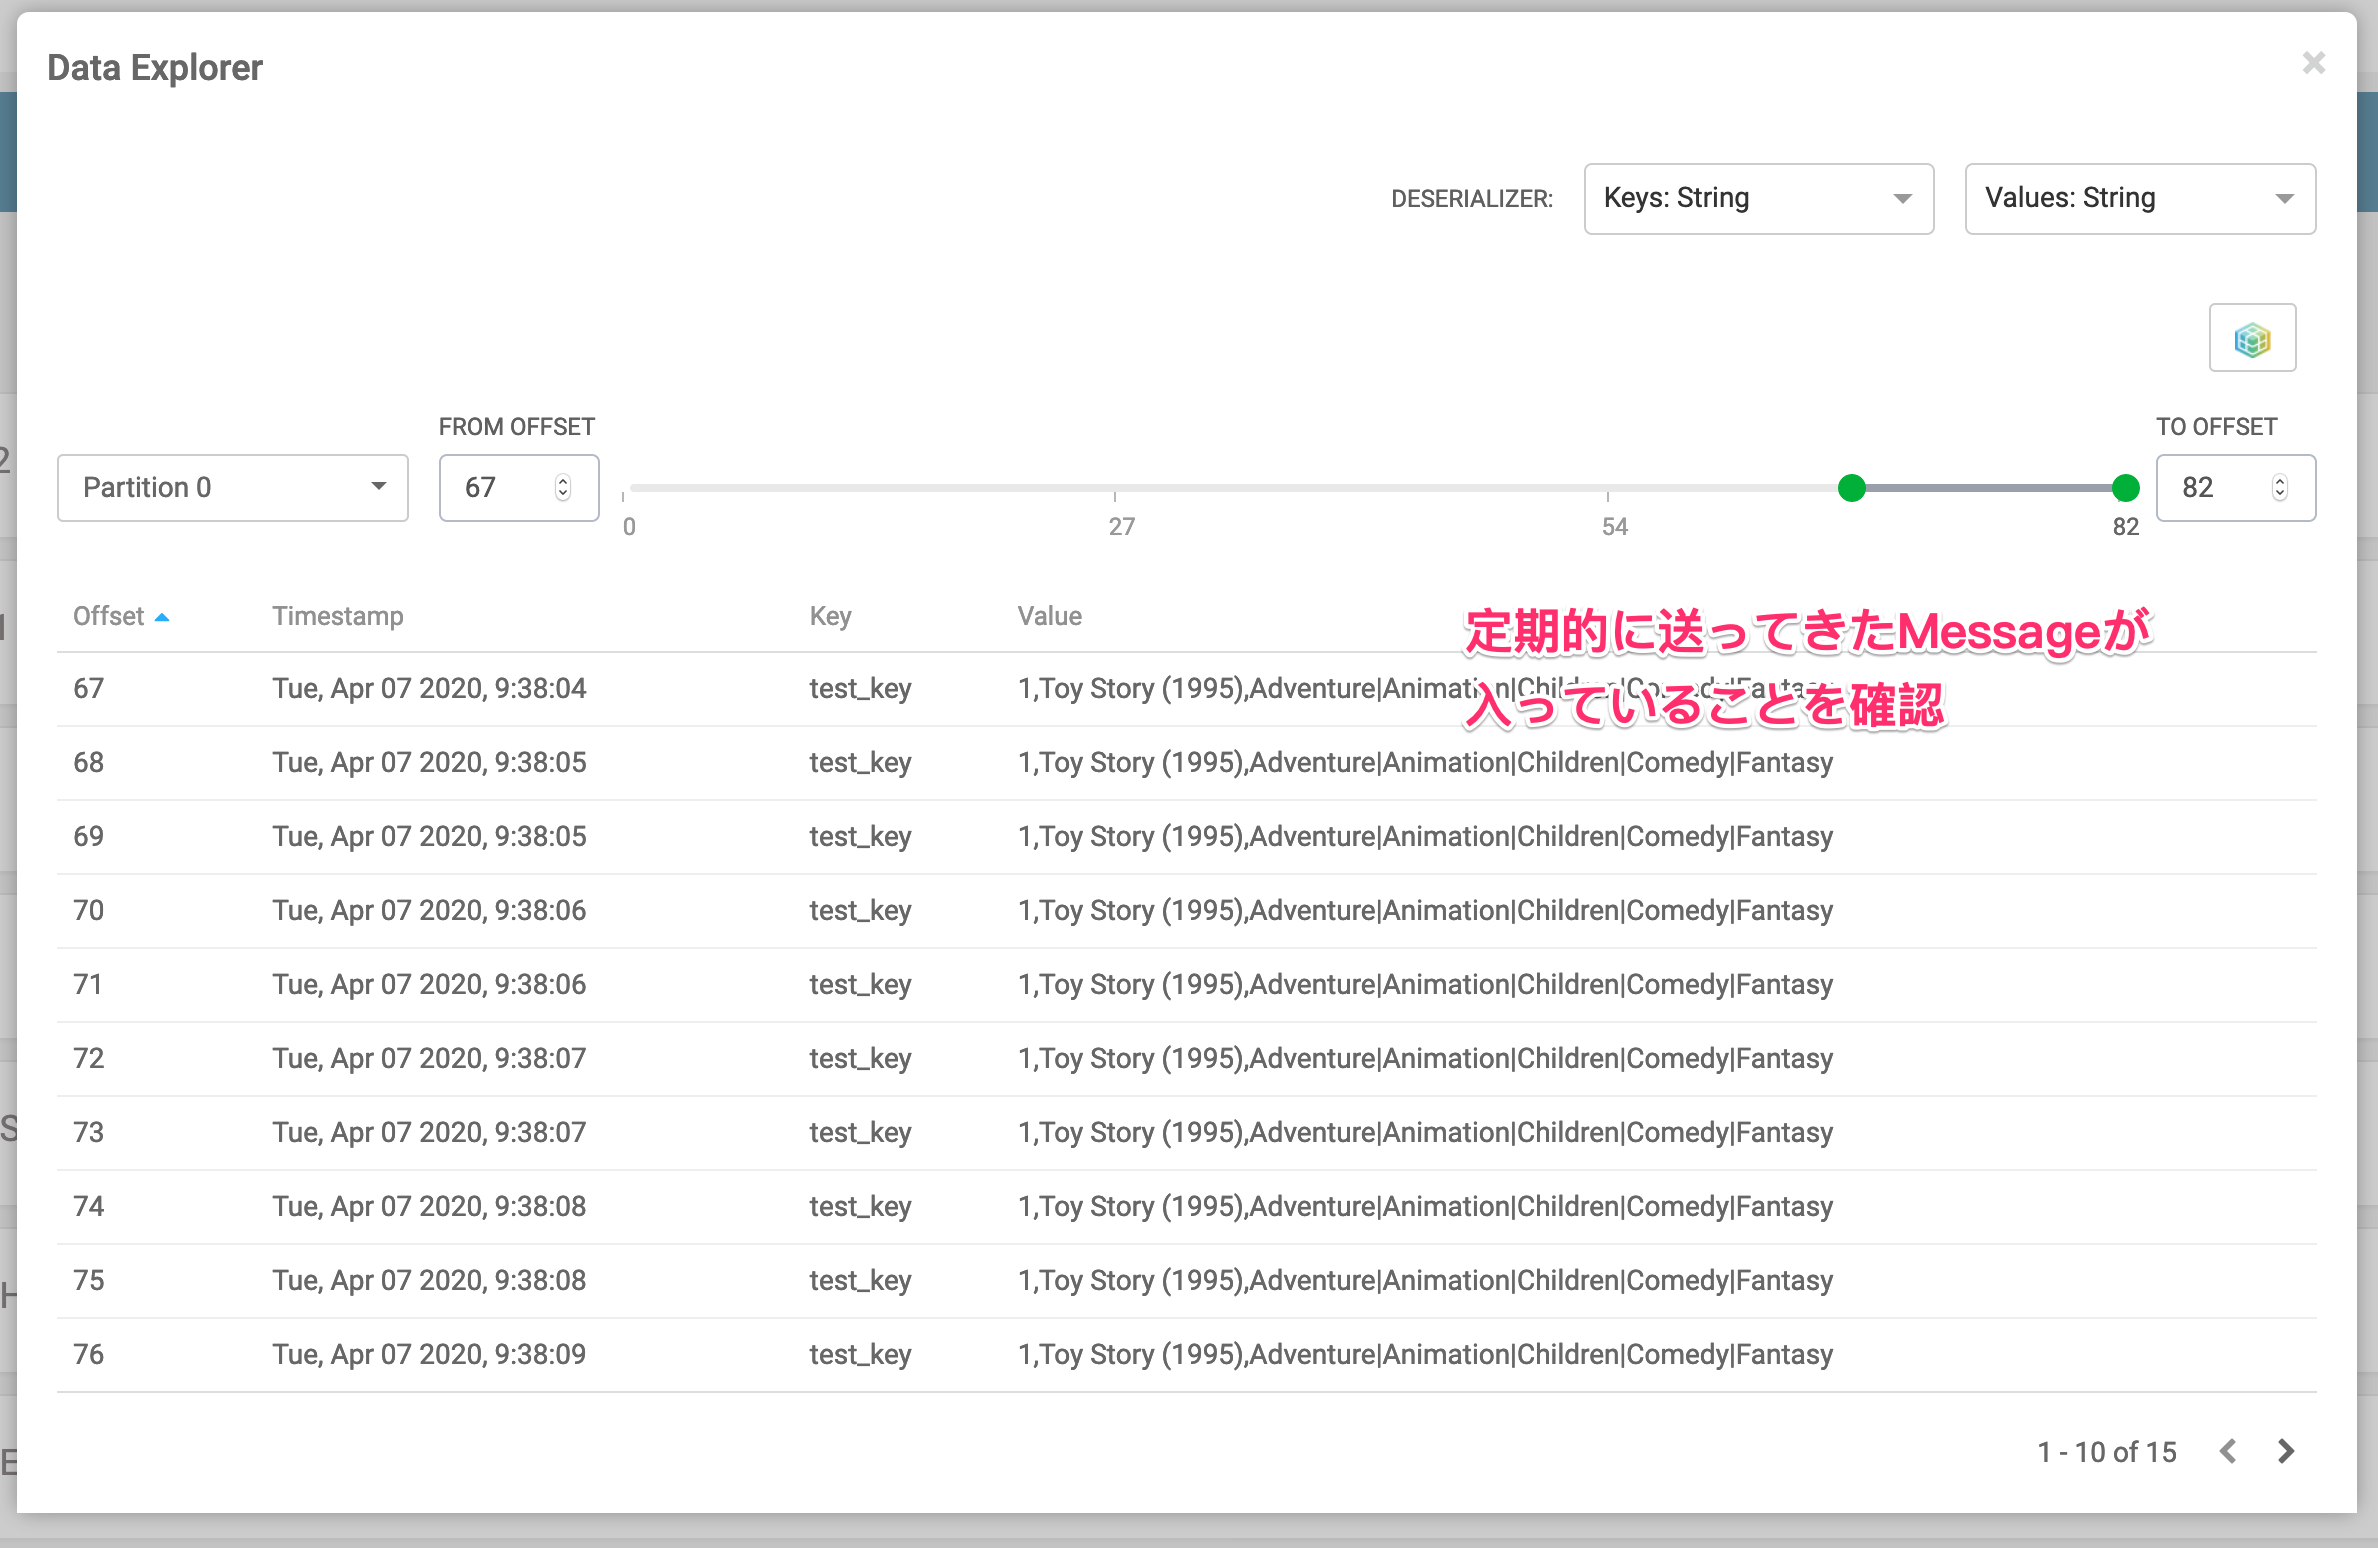 Data Explorer
DESERIALIZER: Keys: String Values: String
FROM OFFSET TO OFFSET
Partition 0 67 82
0 27 54 82
Offset Timestamp Key Value
定期的に送ってきたMessageが
入っていることを確認
67 Tue, Apr 07 2020, 9:38:04 test_key 1,Toy Story (1995),Adventure|Animation|Children|Comedy|Fantasy
68 Tue, Apr 07 2020, 9:38:05 test_key 1,Toy Story (1995),Adventure|Animation|Children|Comedy|Fantasy
69 Tue, Apr 07 2020, 9:38:05 test_key 1,Toy Story (1995),Adventure|Animation|Children|Comedy|Fantasy
70 Tue, Apr 07 2020, 9:38:06 test_key 1,Toy Story (1995),Adventure|Animation|Children|Comedy|Fantasy
71 Tue, Apr 07 2020, 9:38:06 test_key 1,Toy Story (1995),Adventure|Animation|Children|Comedy|Fantasy
72 Tue, Apr 07 2020, 9:38:07 test_key 1,Toy Story (1995),Adventure|Animation|Children|Comedy|Fantasy
73 Tue, Apr 07 2020, 9:38:07 test_key 1,Toy Story (1995),Adventure|Animation|Children|Comedy|Fantasy
74 Tue, Apr 07 2020, 9:38:08 test_key 1,Toy Story (1995),Adventure|Animation|Children|Comedy|Fantasy
75 Tue, Apr 07 2020, 9:38:08 test_key 1,Toy Story (1995),Adventure|Animation|Children|Comedy|Fantasy
76 Tue, Apr 07 2020, 9:38:09 test_key 1,Toy Story (1995),Adventure|Animation|Children|Comedy|Fantasy
1 - 10 of 15